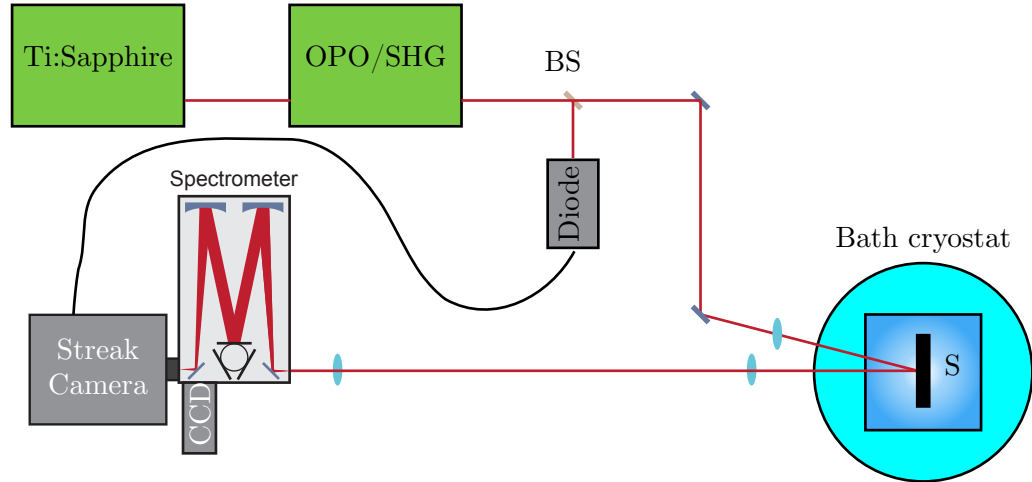 Ti:Sapphire
OPO/SHG
BS
Spectrometer
Diode
Bath cryostat
Streak
Camera
CCD
S